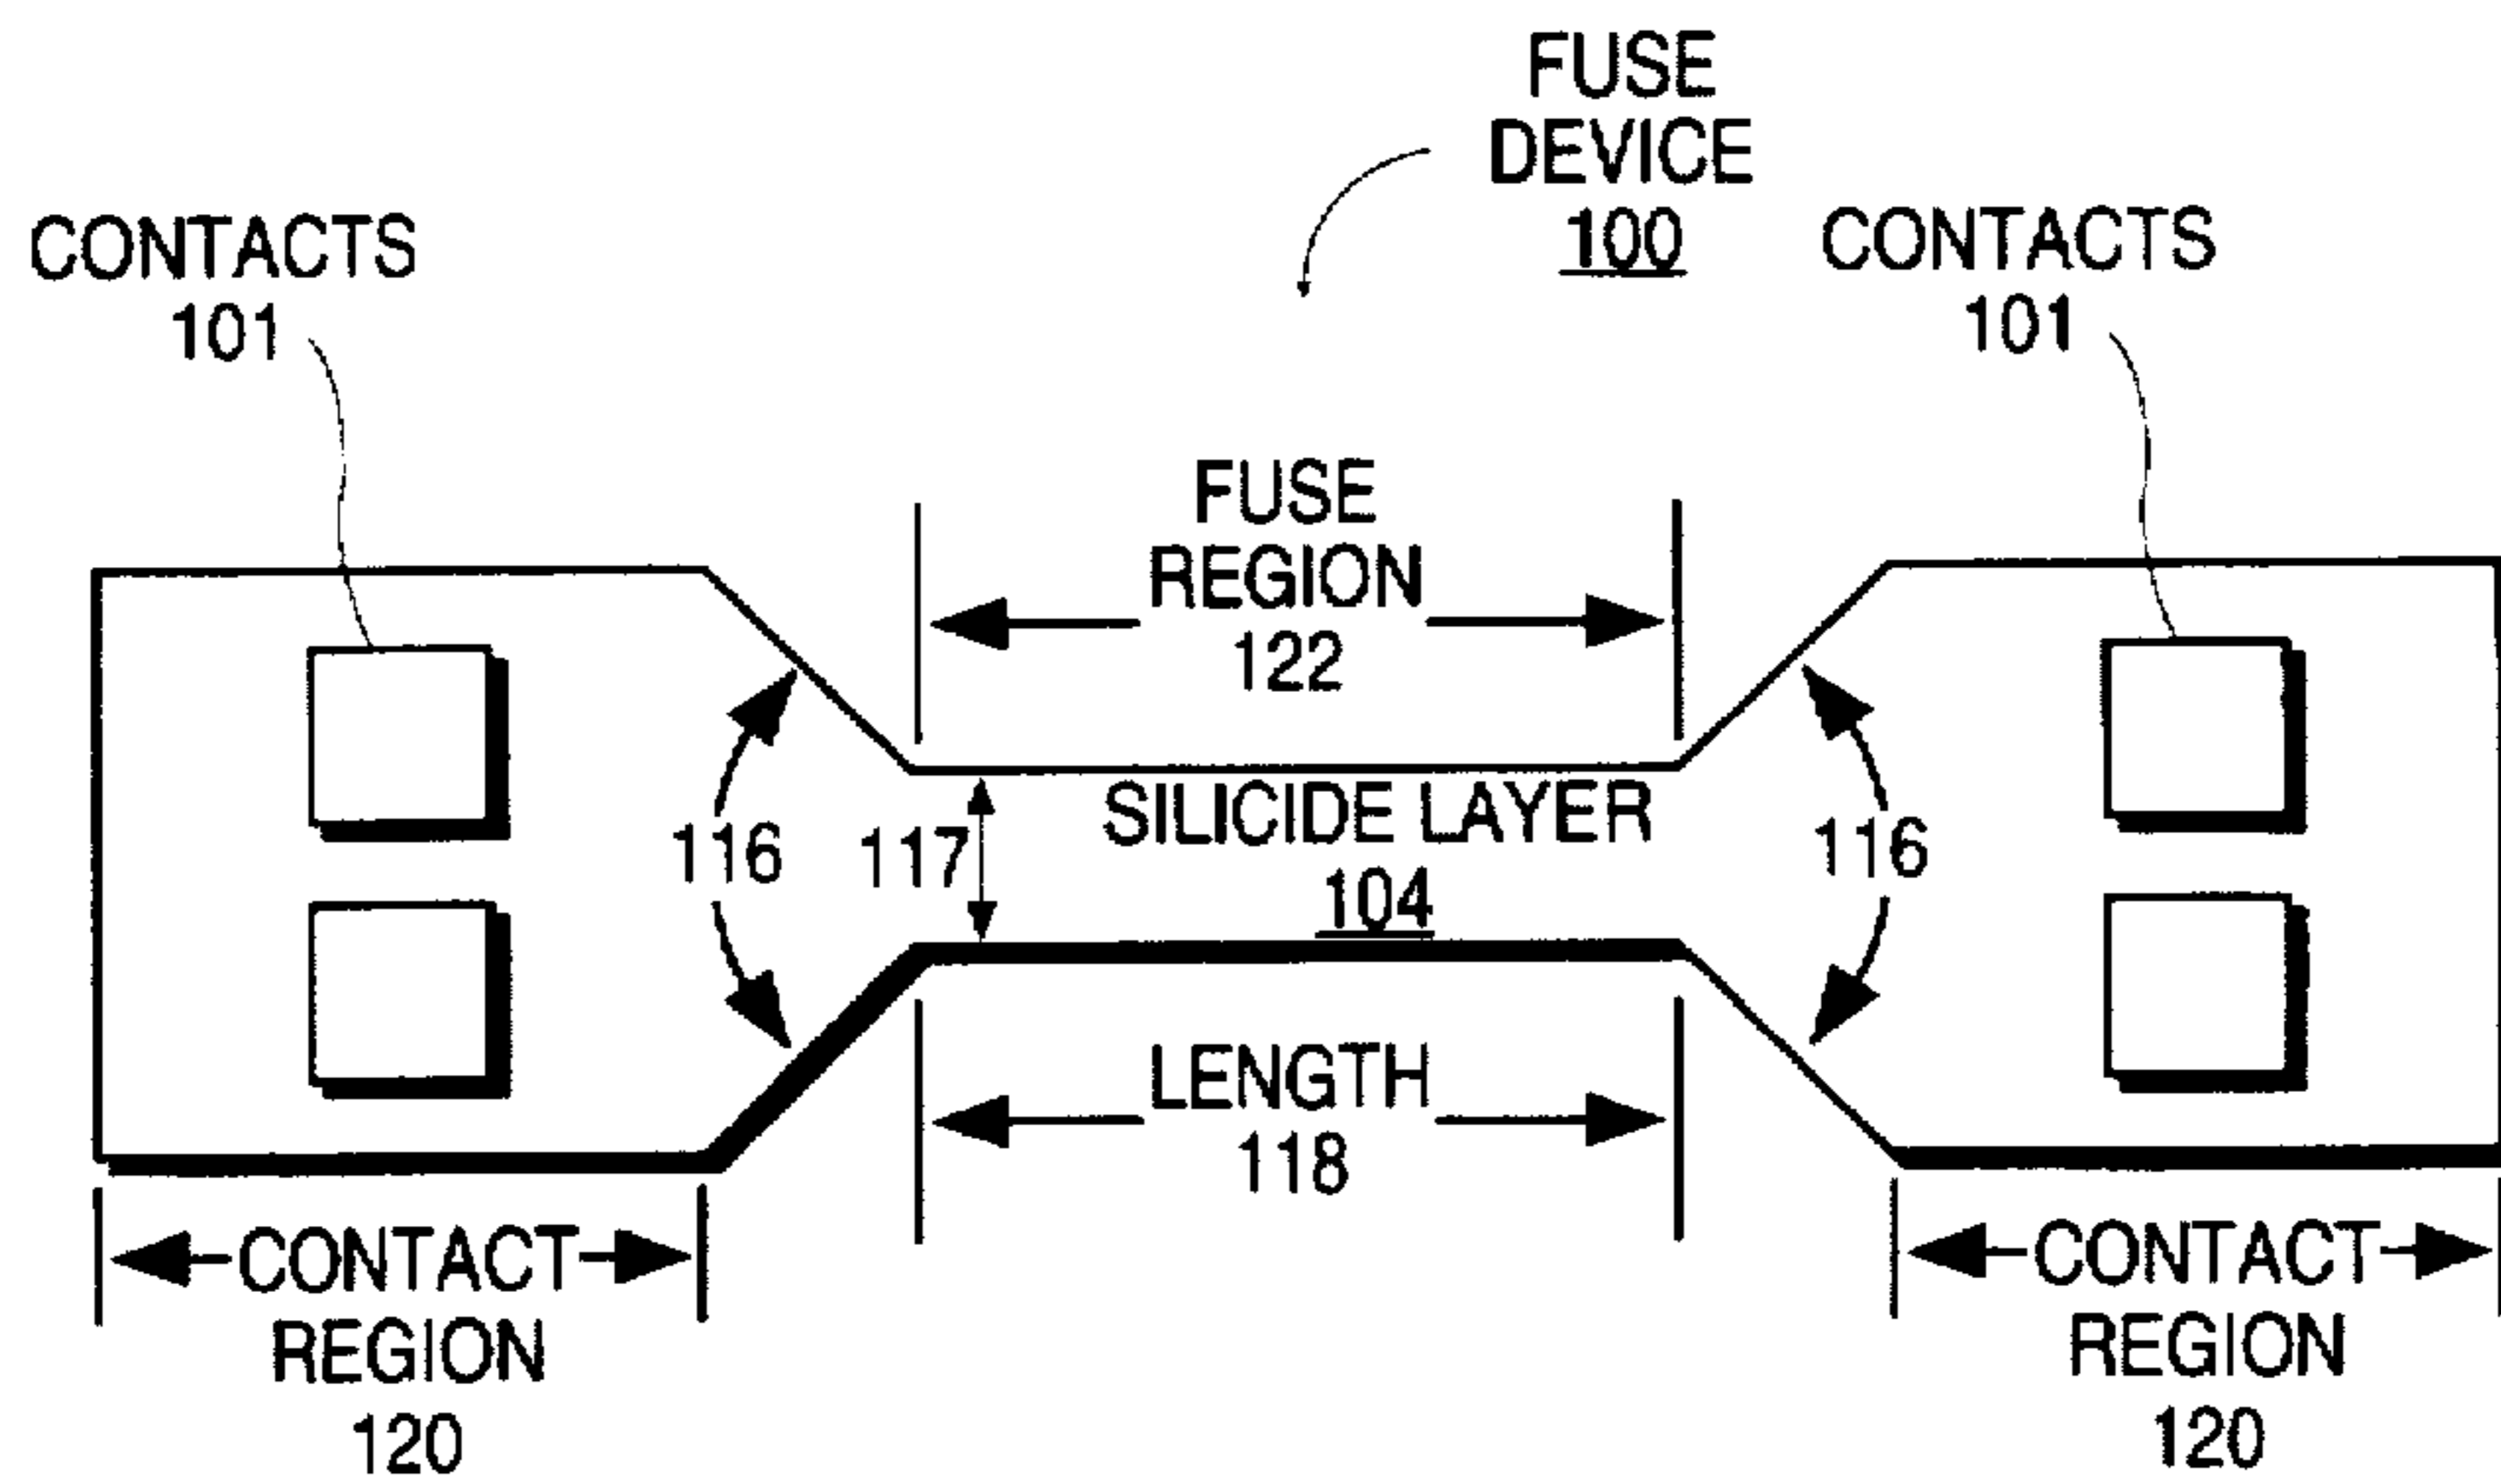 FUSE
DEVICE
100
CONTACTS
101
CONTACTS
101
FUSE
REGION
122
SILICIDE LAYER
104
116
117
116
LENGTH
118
CONTACT
REGION
120
CONTACT
REGION
120